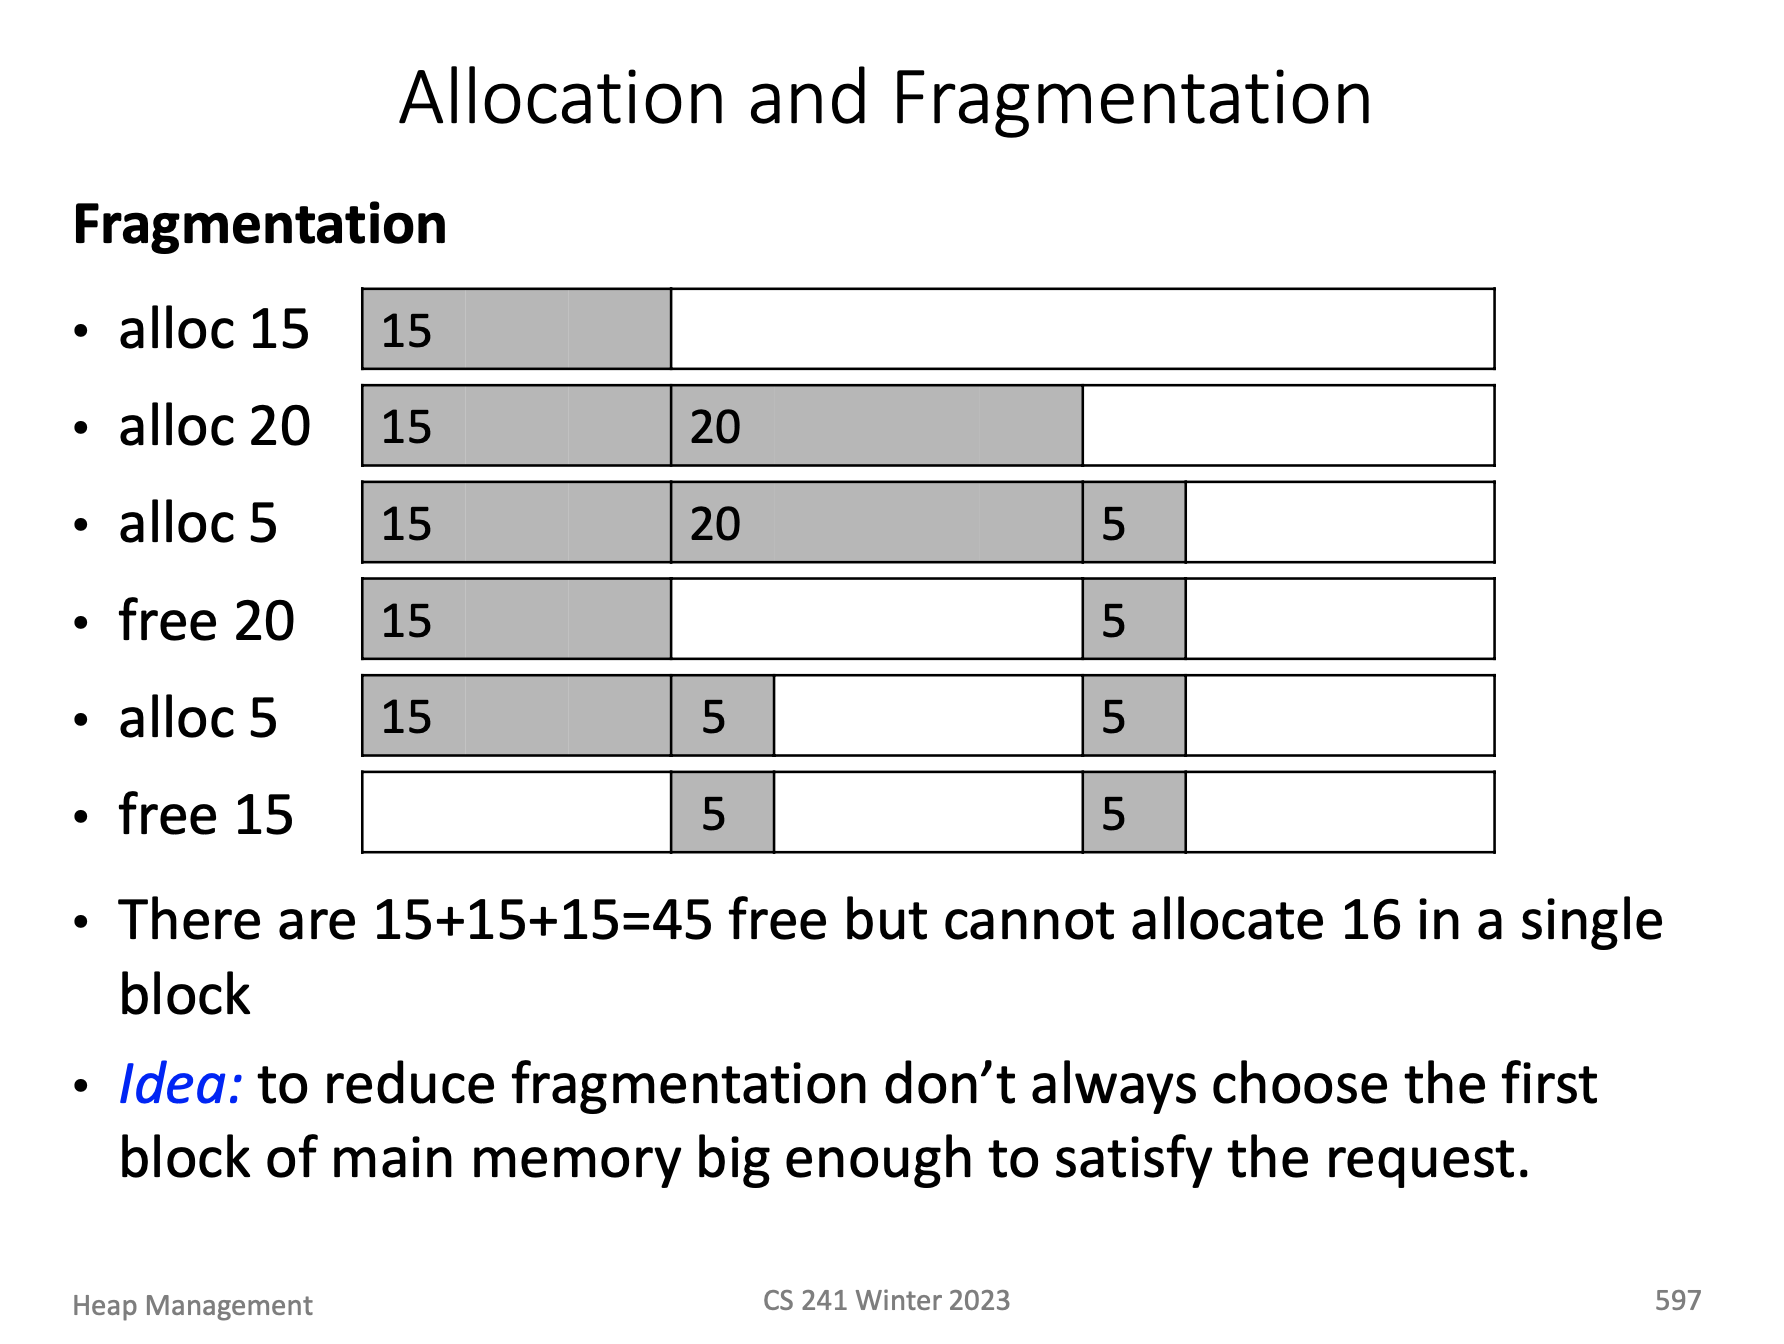 Allocation and Fragmentation
Fragmentation
• alloc 15 15
• alloc 20 15 20
• alloc 5 15 20 5
• free 20 15 5
• alloc 5 15 5 5
• free 15 5 5
• There are 15+15+15=45 free but cannot allocate 16 in a single
block
• Idea: to reduce fragmentation don’t always choose the first
block of main memory big enough to satisfy the request.
Heap Management CS 241 Winter 2023 597